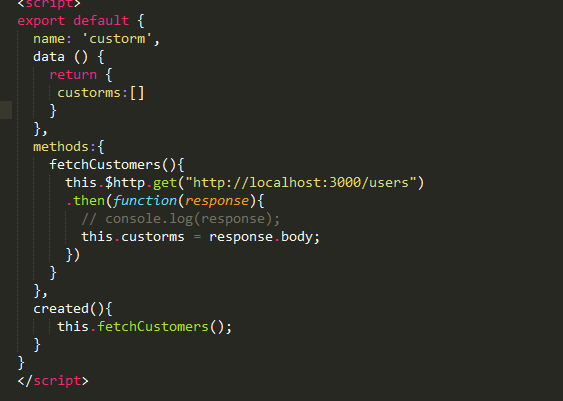 <script>
export default {
  name: 'custorm',
  data () {
    return {
     custorms:[]
    }
  },
  methods:{
    fetchCustomers(){
      this.$http.get("http://localhost:3000/users")
      .then(function(response){
        // console.log(response);
        this.custorms = response.body;
      })
    }
  },
  created(){
     this.fetchCustomers();
  }
}
</script>